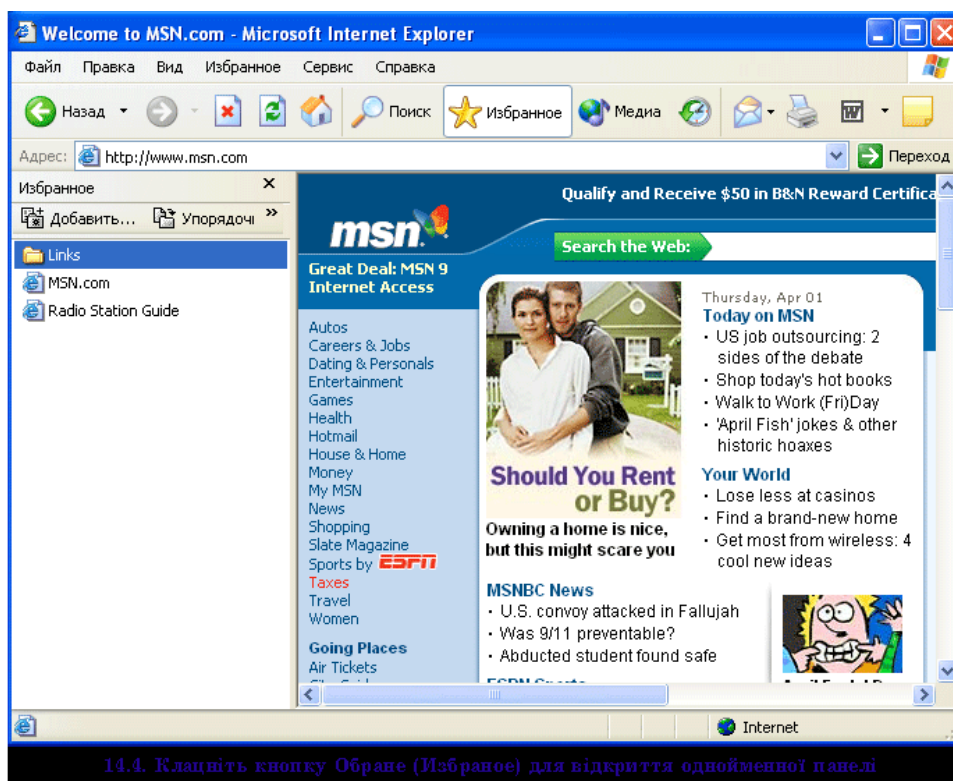 Welcome to MSN.com - Microsoft Internet Explorer
Файл Правка Вид Избранное Сервис Справка
Назад Поиск Избранное Медиа
Адрес: http://www.msn.com Переход
Избранное
Добавить... Упорядочи »
Links
MSN.com
Radio Station Guide
Qualify and Receive $50 in B&N Reward Certifica
msn
Search the Web:
Great Deal: MSN 9
Internet Access
Autos
Careers & Jobs
Dating & Personals
Entertainment
Games
Health
Hotmail
House & Home
Money
My MSN
News
Shopping
Slate Magazine
Sports by ESPN
Taxes
Travel
Women
Going Places
Air Tickets
Should You Rent
or Buy?
Owning a home is nice,
but this might scare you
Thursday, Apr 01
Today on MSN
· US job outsourcing: 2
sides of the debate
· Shop today's hot books
· Walk to Work (Fri)Day
· 'April Fish' jokes & other
historic hoaxes
Your World
· Lose less at casinos
· Find a brand-new home
· Get most from wireless: 4
cool new ideas
MSNBC News
· U.S. convoy attacked in Fallujah
· Was 9/11 preventable?
· Abducted student found safe
Internet
14.4. Клацніть кнопку Обране (Избраное) для відкриття однойменної панелі